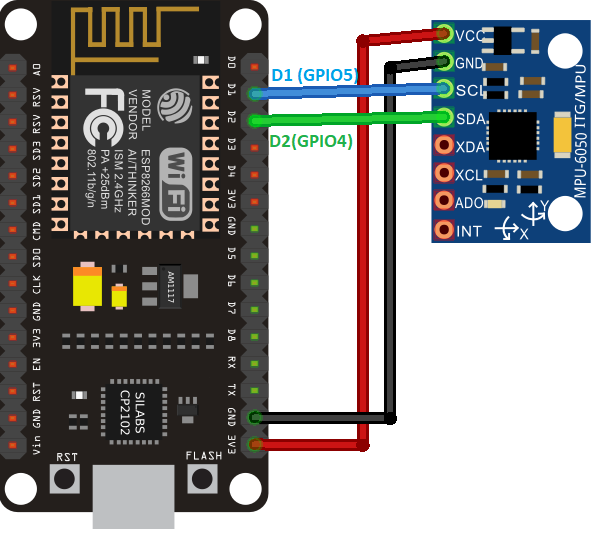 A0
RSV
RSV
SD3
SD2
SD1
CMD
SD0
CLK
GND
3V3
EN
RST
GND
Vin
MODEL
VENDOR
ESP8266MOD
AI/THINKER
ISM 2.4GHz
PA +25dBm
802.11b/g/n
FC
Wi Fi
AM1117
SILABS
CP2102
RST
FLASH
D0
D1
D2
D3
D4
3V3
GND
D5
D6
D7
D8
RX
TX
GND
3V3
D1 (GPIO5)
D2(GPIO4)
VCC
GND
SCL
SDA
XDA
XCL
ADO
INT
Y
X
MPU-6050 ITG/MPU